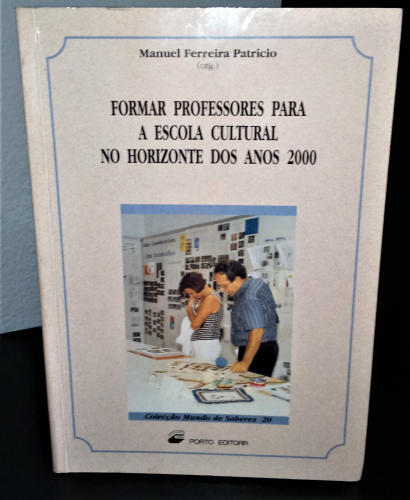 Manuel Ferreira Patrício
(org.)
FORMAR PROFESSORES PARA
A ESCOLA CULTURAL
NO HORIZONTE DOS ANOS 2000
Colecção Mundo de Saberes 20
PORTO EDITORA